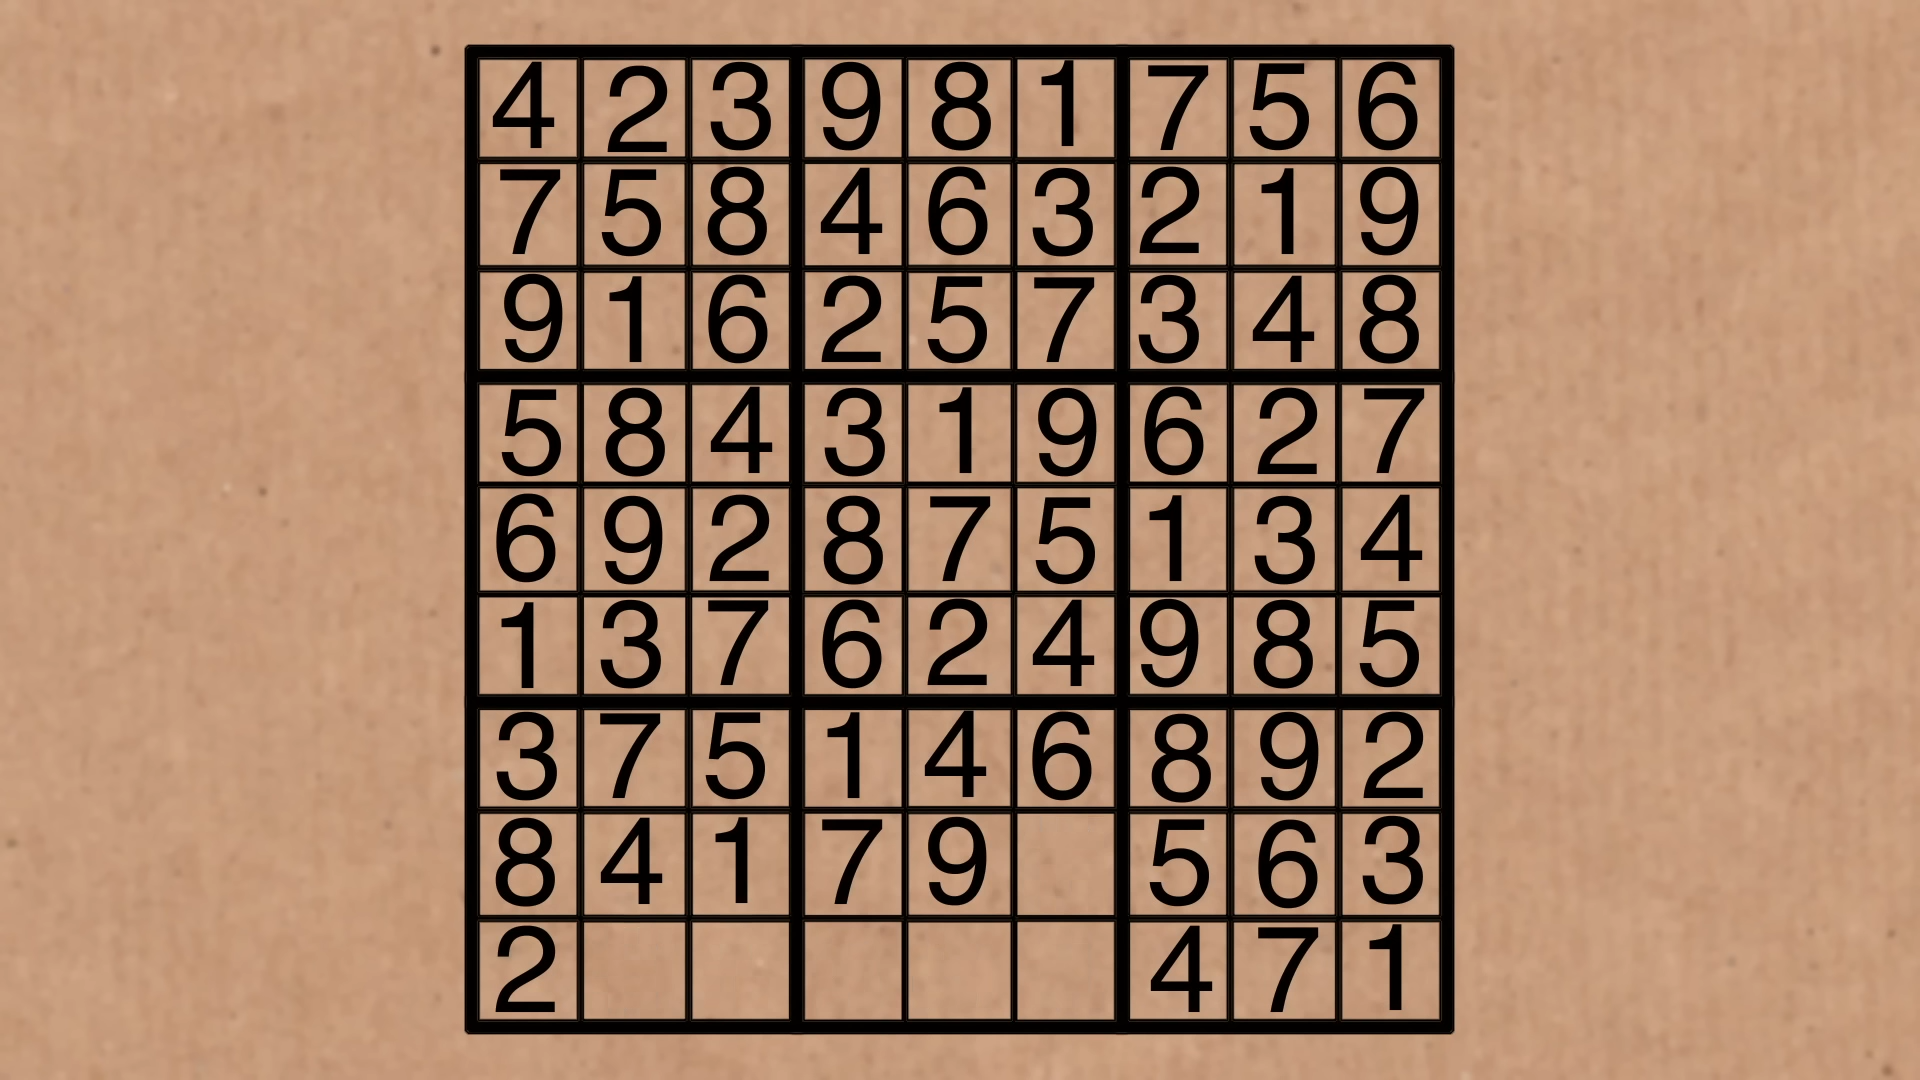 4 2 3 9 8 1 7 5 6
7 5 8 4 6 3 2 1 9
9 1 6 2 5 7 3 4 8
5 8 4 3 1 9 6 2 7
6 9 2 8 7 5 1 3 4
1 3 7 6 2 4 9 8 5
3 7 5 1 4 6 8 9 2
8 4 1 7 9 5 6 3
2 4 7 1